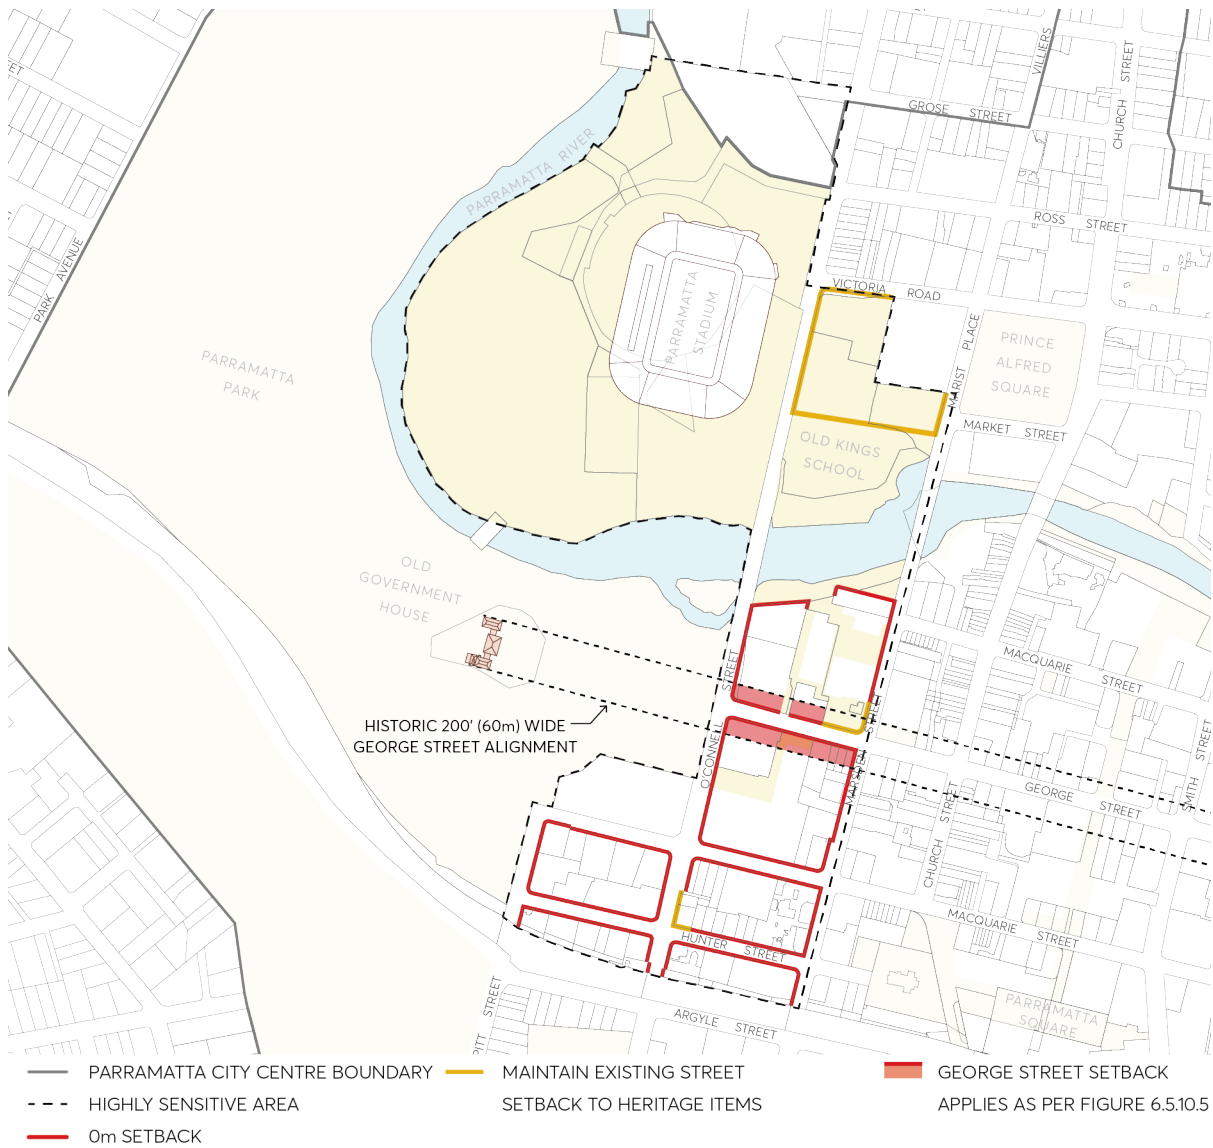 VILLIERS
CHURCH STREET
GROSE STREET
PARRAMATTA RIVER
ROSS STREET
PARK AVENUE
PARRAMATTA
STADIUM
VICTORIA ROAD
MARIST PLACE
PRINCE
ALFRED
SQUARE
PARRAMATTA
PARK
MARKET STREET
OLD KINGS
SCHOOL
OLD
GOVERNMENT
HOUSE
MACQUARIE STREET
HISTORIC 200' (60m) WIDE
GEORGE STREET ALIGNMENT
O'CONNELL STREET
MARSDEN STREET
GEORGE STREET
SMITH STREET
CHURCH STREET
MACQUARIE STREET
HUNTER STREET
PARRAMATTA
SQUARE
ARGYLE STREET
PITT STREET
PARRAMATTA CITY CENTRE BOUNDARY
HIGHLY SENSITIVE AREA
0m SETBACK
MAINTAIN EXISTING STREET
SETBACK TO HERITAGE ITEMS
GEORGE STREET SETBACK
APPLIES AS PER FIGURE 6.5.10.5